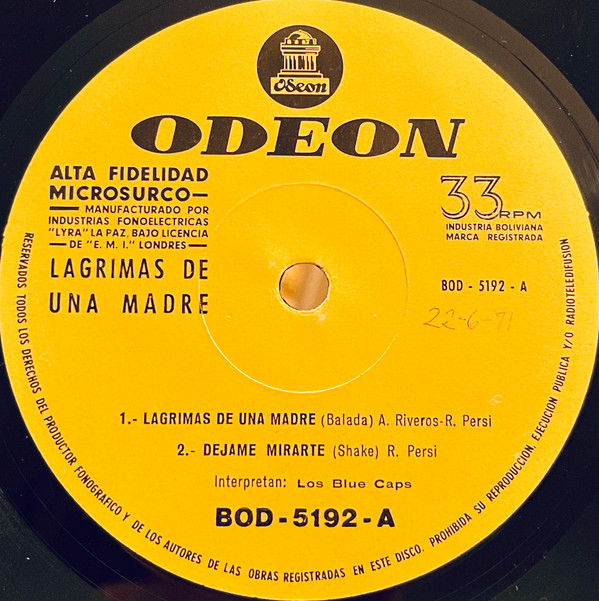 Odeon
ODEON
ALTA FIDELIDAD
MICROSURCO—
— MANUFACTURADO POR
INDUSTRIAS FONOELECTRICAS
"LYRA" LA PAZ, BAJO LICENCIA
— DE "E. M. I." LONDRES —
LAGRIMAS DE
UNA MADRE
33 RPM
INDUSTRIA BOLIVIANA
MARCA REGISTRADA
BOD - 5192 - A
22-6-71
1.- LAGRIMAS DE UNA MADRE (Balada) A. Riveros-R. Persi
2.- DEJAME MIRARTE (Shake) R. Persi
Interpretan: Los Blue Caps
BOD-5192-A
RESERVADOS TODOS LOS DERECHOS DEL PRODUCTOR FONOGRAFICO Y DE LOS AUTORES DE LAS OBRAS REGISTRADAS EN ESTE DISCO. PROHIBIDA SU REPRODUCCION, EJECUCION PUBLICA Y/O RADIOTELEDIFUSION